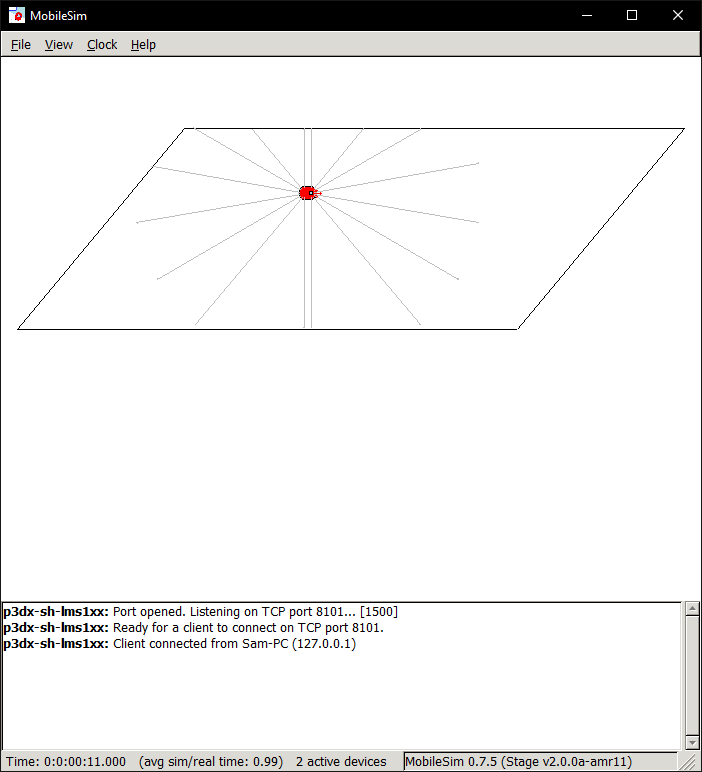 MobileSim
File View Clock Help
p3dx-sh-lms1xx: Port opened. Listening on TCP port 8101... [1500]
p3dx-sh-lms1xx: Ready for a client to connect on TCP port 8101.
p3dx-sh-lms1xx: Client connected from Sam-PC (127.0.0.1)
Time: 0:0:00:11.000 (avg sim/real time: 0.99) 2 active devices MobileSim 0.7.5 (Stage v2.0.0a-amr11)